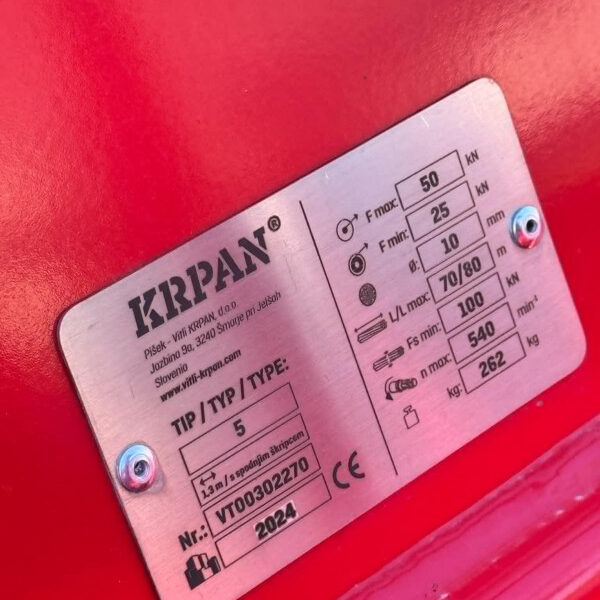 KRPAN®
Pišek - Vitli KRPAN, d.o.o.
Jazbina 9a, 3240 Šmarje pri Jelšah
Slovenia
www.vitli-krpan.com
TIP / TYP / TYPE:
5
1,3 m / s spodnjim škripcem
Nr.: VT00302270
2024
CE
F max: 50 kN
F min: 25 kN
Ø: 10 mm
L/L max: 70/80 m
Fs min: 100 kN
n max: 540 min⁻¹
kg: 262 kg